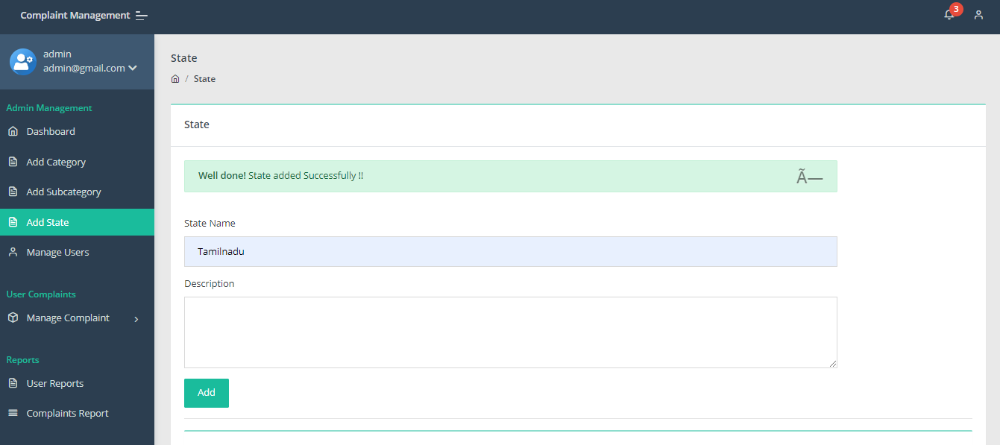 Complaint Management
3
admin
admin@gmail.com
Admin Management
Dashboard
Add Category
Add Subcategory
Add State
Manage Users
User Complaints
Manage Complaint
Reports
User Reports
Complaints Report
State
/ State
State
Well done! State added Successfully !!
Ã—
State Name
Tamilnadu
Description
Add